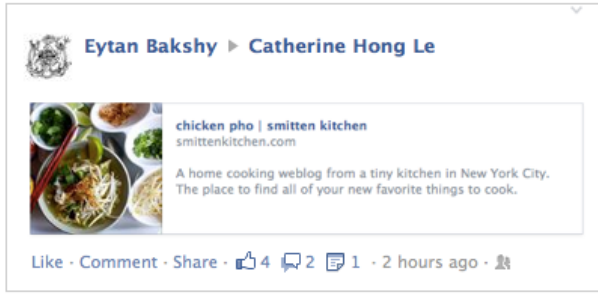 Eytan Bakshy ▶ Catherine Hong Le
chicken pho | smitten kitchen
smittenkitchen.com
A home cooking weblog from a tiny kitchen in New York City.
The place to find all of your new favorite things to cook.
Like · Comment · Share · 4 2 1 · 2 hours ago ·